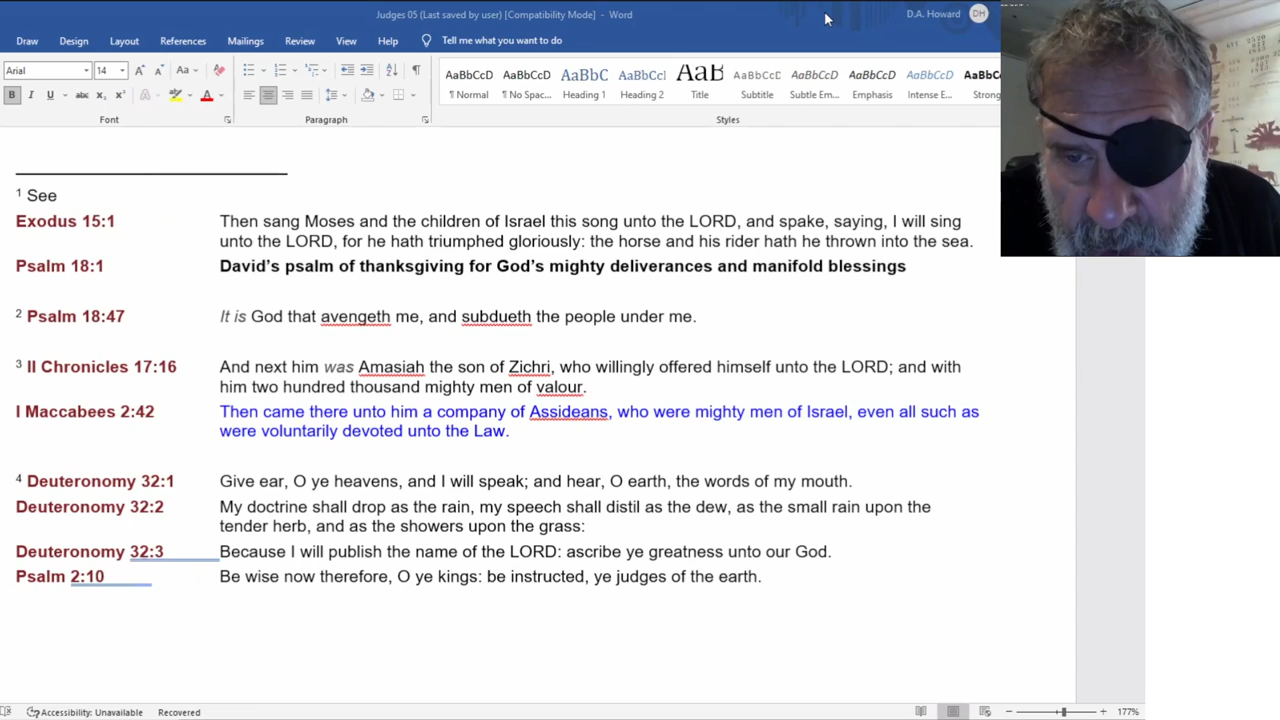 Judges 05 (Last saved by user) [Compatibility Mode] - Word
D.A. Howard DH
Draw Design Layout References Mailings Review View Help Tell me what you want to do
Arial 14 Aa
B I U abc x₂ x² A A
AaBbCcD AaBbCcD AaBbC AaBbCcI AaB AaBbCcD AaBbCcD AaBbCcD AaBbCcD AaBbCc
¶ Normal ¶ No Spac... Heading 1 Heading 2 Title Subtitle Subtle Em... Emphasis Intense E... Strong
Font Paragraph Styles
1 See
Exodus 15:1 Then sang Moses and the children of Israel this song unto the LORD, and spake, saying, I will sing
unto the LORD, for he hath triumphed gloriously: the horse and his rider hath he thrown into the sea.
Psalm 18:1 David's psalm of thanksgiving for God's mighty deliverances and manifold blessings
2 Psalm 18:47 It is God that avengeth me, and subdueth the people under me.
3 II Chronicles 17:16 And next him was Amasiah the son of Zichri, who willingly offered himself unto the LORD; and with
him two hundred thousand mighty men of valour.
I Maccabees 2:42 Then came there unto him a company of Assideans, who were mighty men of Israel, even all such as
were voluntarily devoted unto the Law.
4 Deuteronomy 32:1 Give ear, O ye heavens, and I will speak; and hear, O earth, the words of my mouth.
Deuteronomy 32:2 My doctrine shall drop as the rain, my speech shall distil as the dew, as the small rain upon the
tender herb, and as the showers upon the grass:
Deuteronomy 32:3 Because I will publish the name of the LORD: ascribe ye greatness unto our God.
Psalm 2:10 Be wise now therefore, O ye kings: be instructed, ye judges of the earth.
Accessibility: Unavailable Recovered 177%